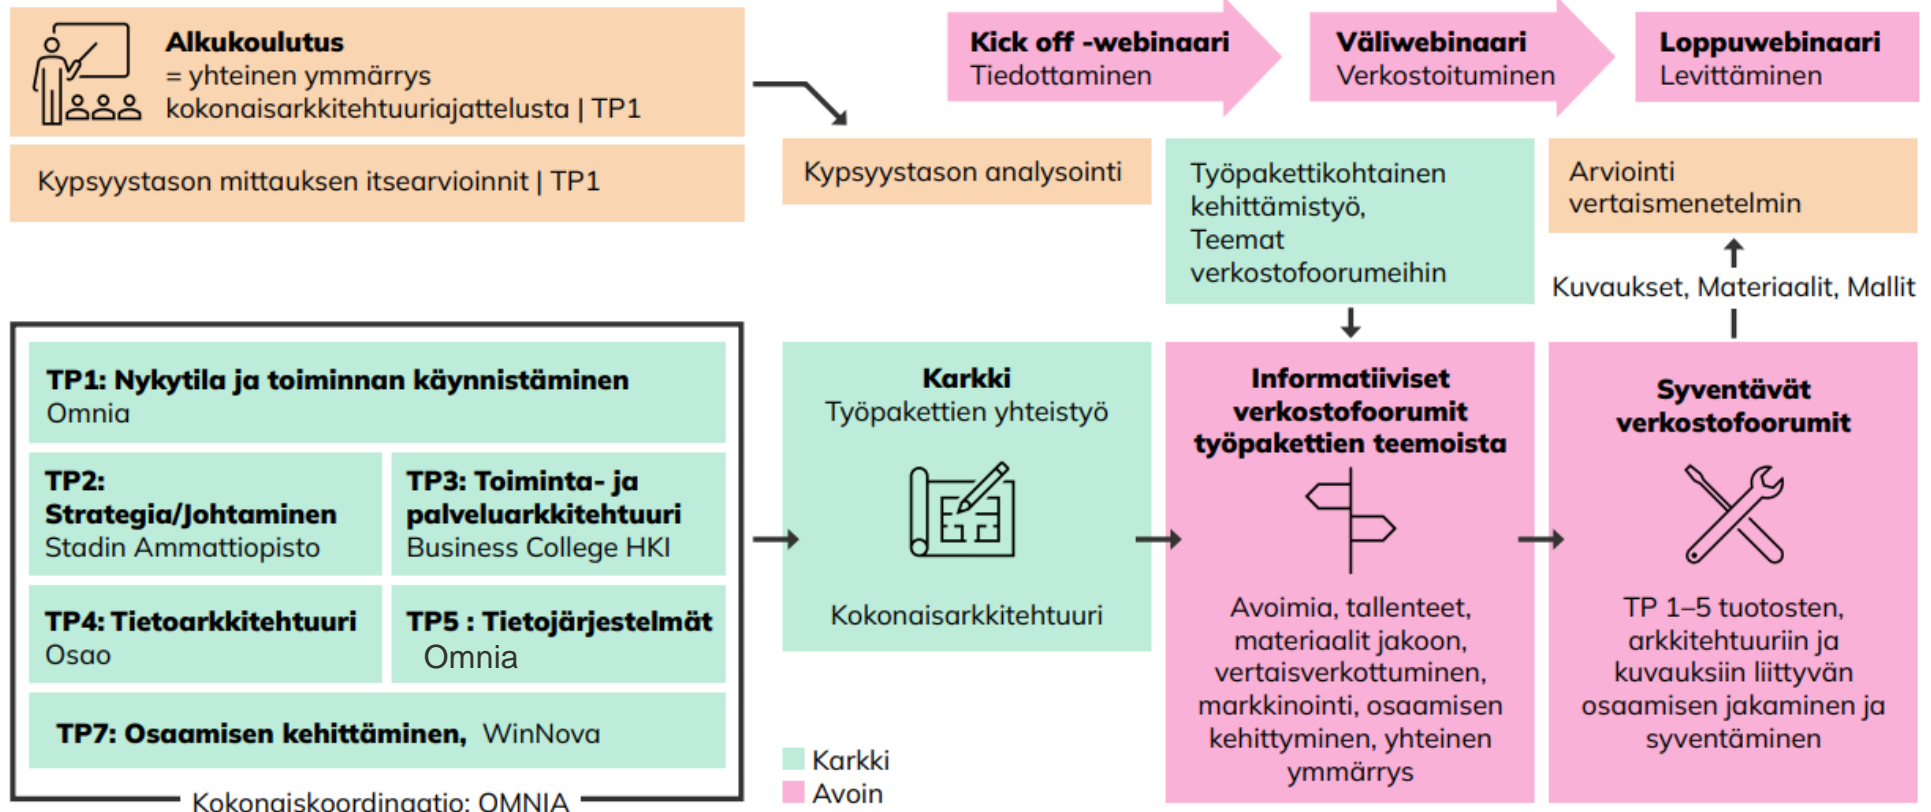 Alkukoulutus
= yhteinen ymmärrys
kokonaisarkkitehtuuriajattelusta | TP1
Kypsyystason mittauksen itsearvioinnit | TP1
Kick off -webinaari
Tiedottaminen
Väliwebinaari
Verkostoituminen
Loppuwebinaari
Levittäminen
Kypsyystason analysointi
Työpakettikohtainen
kehittämistyö,
Teemat
verkostofoorumeihin
Arviointi
vertaismenetelmin
Kuvaukset, Materiaalit, Mallit
TP1: Nykytila ja toiminnan käynnistäminen
Omnia
TP2:
Strategia/Johtaminen
Stadin Ammattiopisto
TP3: Toiminta- ja
palveluarkkitehtuuri
Business College HKI
TP4: Tietoarkkitehtuuri
Osao
TP5 : Tietojärjestelmät
Omnia
TP7: Osaamisen kehittäminen, WinNova
Kokonaiskoordinaatio: OMNIA
Karkki
Työpakettien yhteistyö
Kokonaisarkkitehtuuri
Informatiiviset
verkostofoorumit
työpakettien teemoista
Avoimia, tallenteet,
materiaalit jakoon,
vertaisverkottuminen,
markkinointi, osaamisen
kehittyminen, yhteinen
ymmärrys
Syventävät
verkostofoorumit
TP 1–5 tuotosten,
arkkitehtuuriin ja
kuvauksiin liittyvän
osaamisen jakaminen ja
syventäminen
Karkki
Avoin